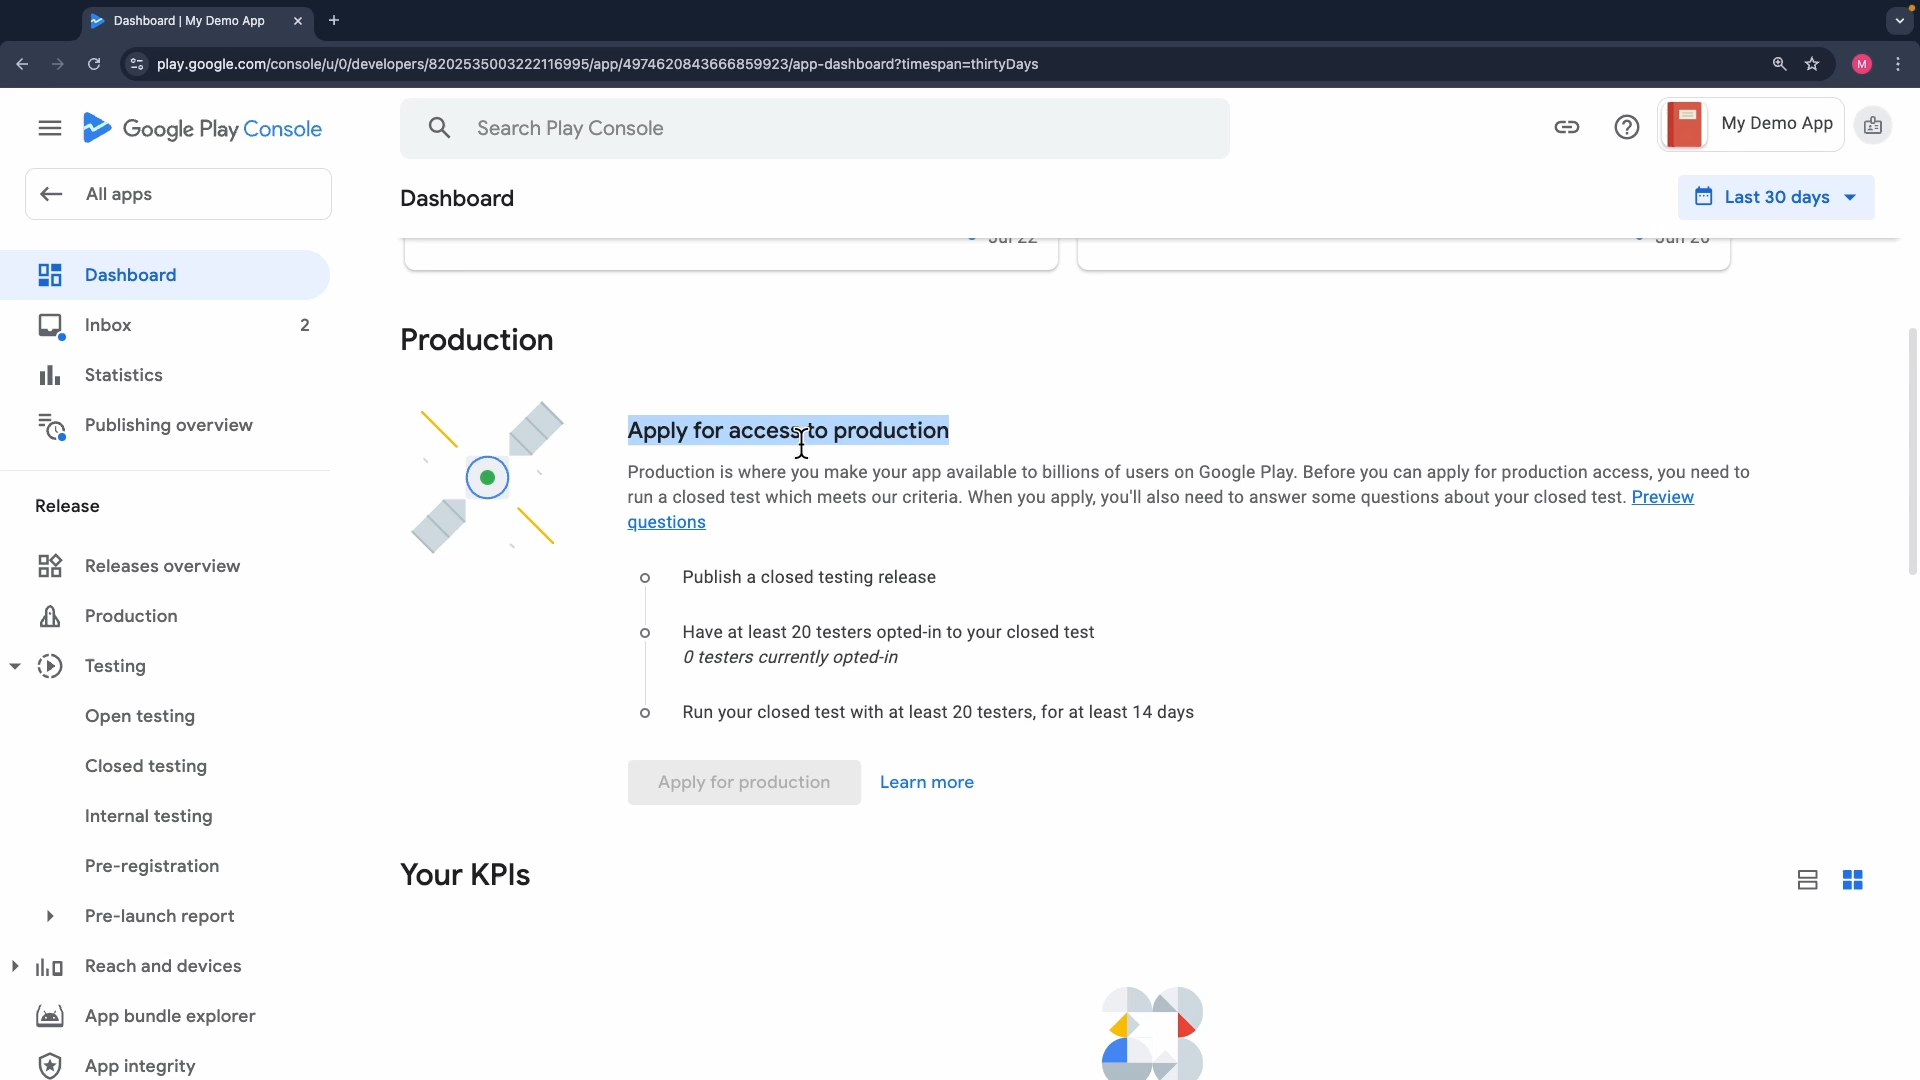 Dashboard | My Demo App
play.google.com/console/u/0/developers/8202535003222116995/app/4974620843666859923/app-dashboard?timespan=thirtyDays
M
Google Play Console
Search Play Console
My Demo App
All apps
Dashboard
Last 30 days
Jul 22
Jun 26
Dashboard
Inbox 2
Statistics
Publishing overview
Release
Releases overview
Production
Testing
Open testing
Closed testing
Internal testing
Pre-registration
Pre-launch report
Reach and devices
App bundle explorer
App integrity
Production
Apply for access to production
Production is where you make your app available to billions of users on Google Play. Before you can apply for production access, you need to
run a closed test which meets our criteria. When you apply, you'll also need to answer some questions about your closed test. Preview
questions
Publish a closed testing release
Have at least 20 testers opted-in to your closed test
0 testers currently opted-in
Run your closed test with at least 20 testers, for at least 14 days
Apply for production Learn more
Your KPIs